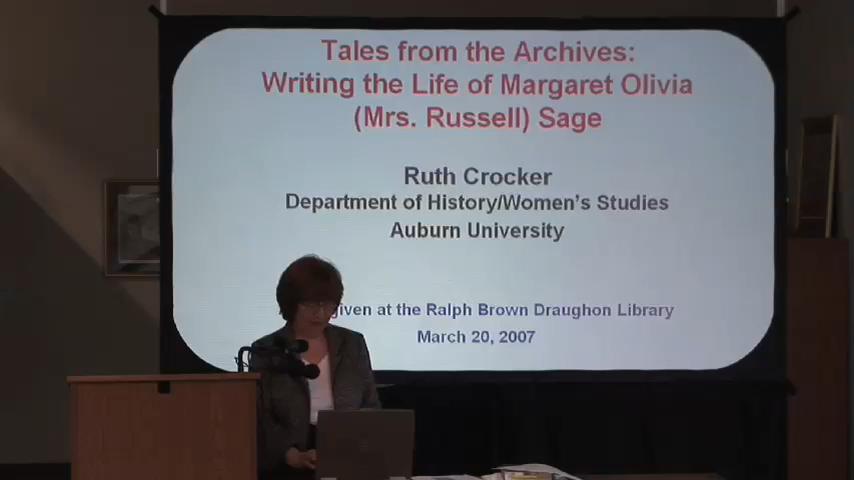 Tales from the Archives:
Writing the Life of Margaret Olivia
(Mrs. Russell) Sage
Ruth Crocker
Department of History/Women's Studies
Auburn University
given at the Ralph Brown Draughon Library
March 20, 2007